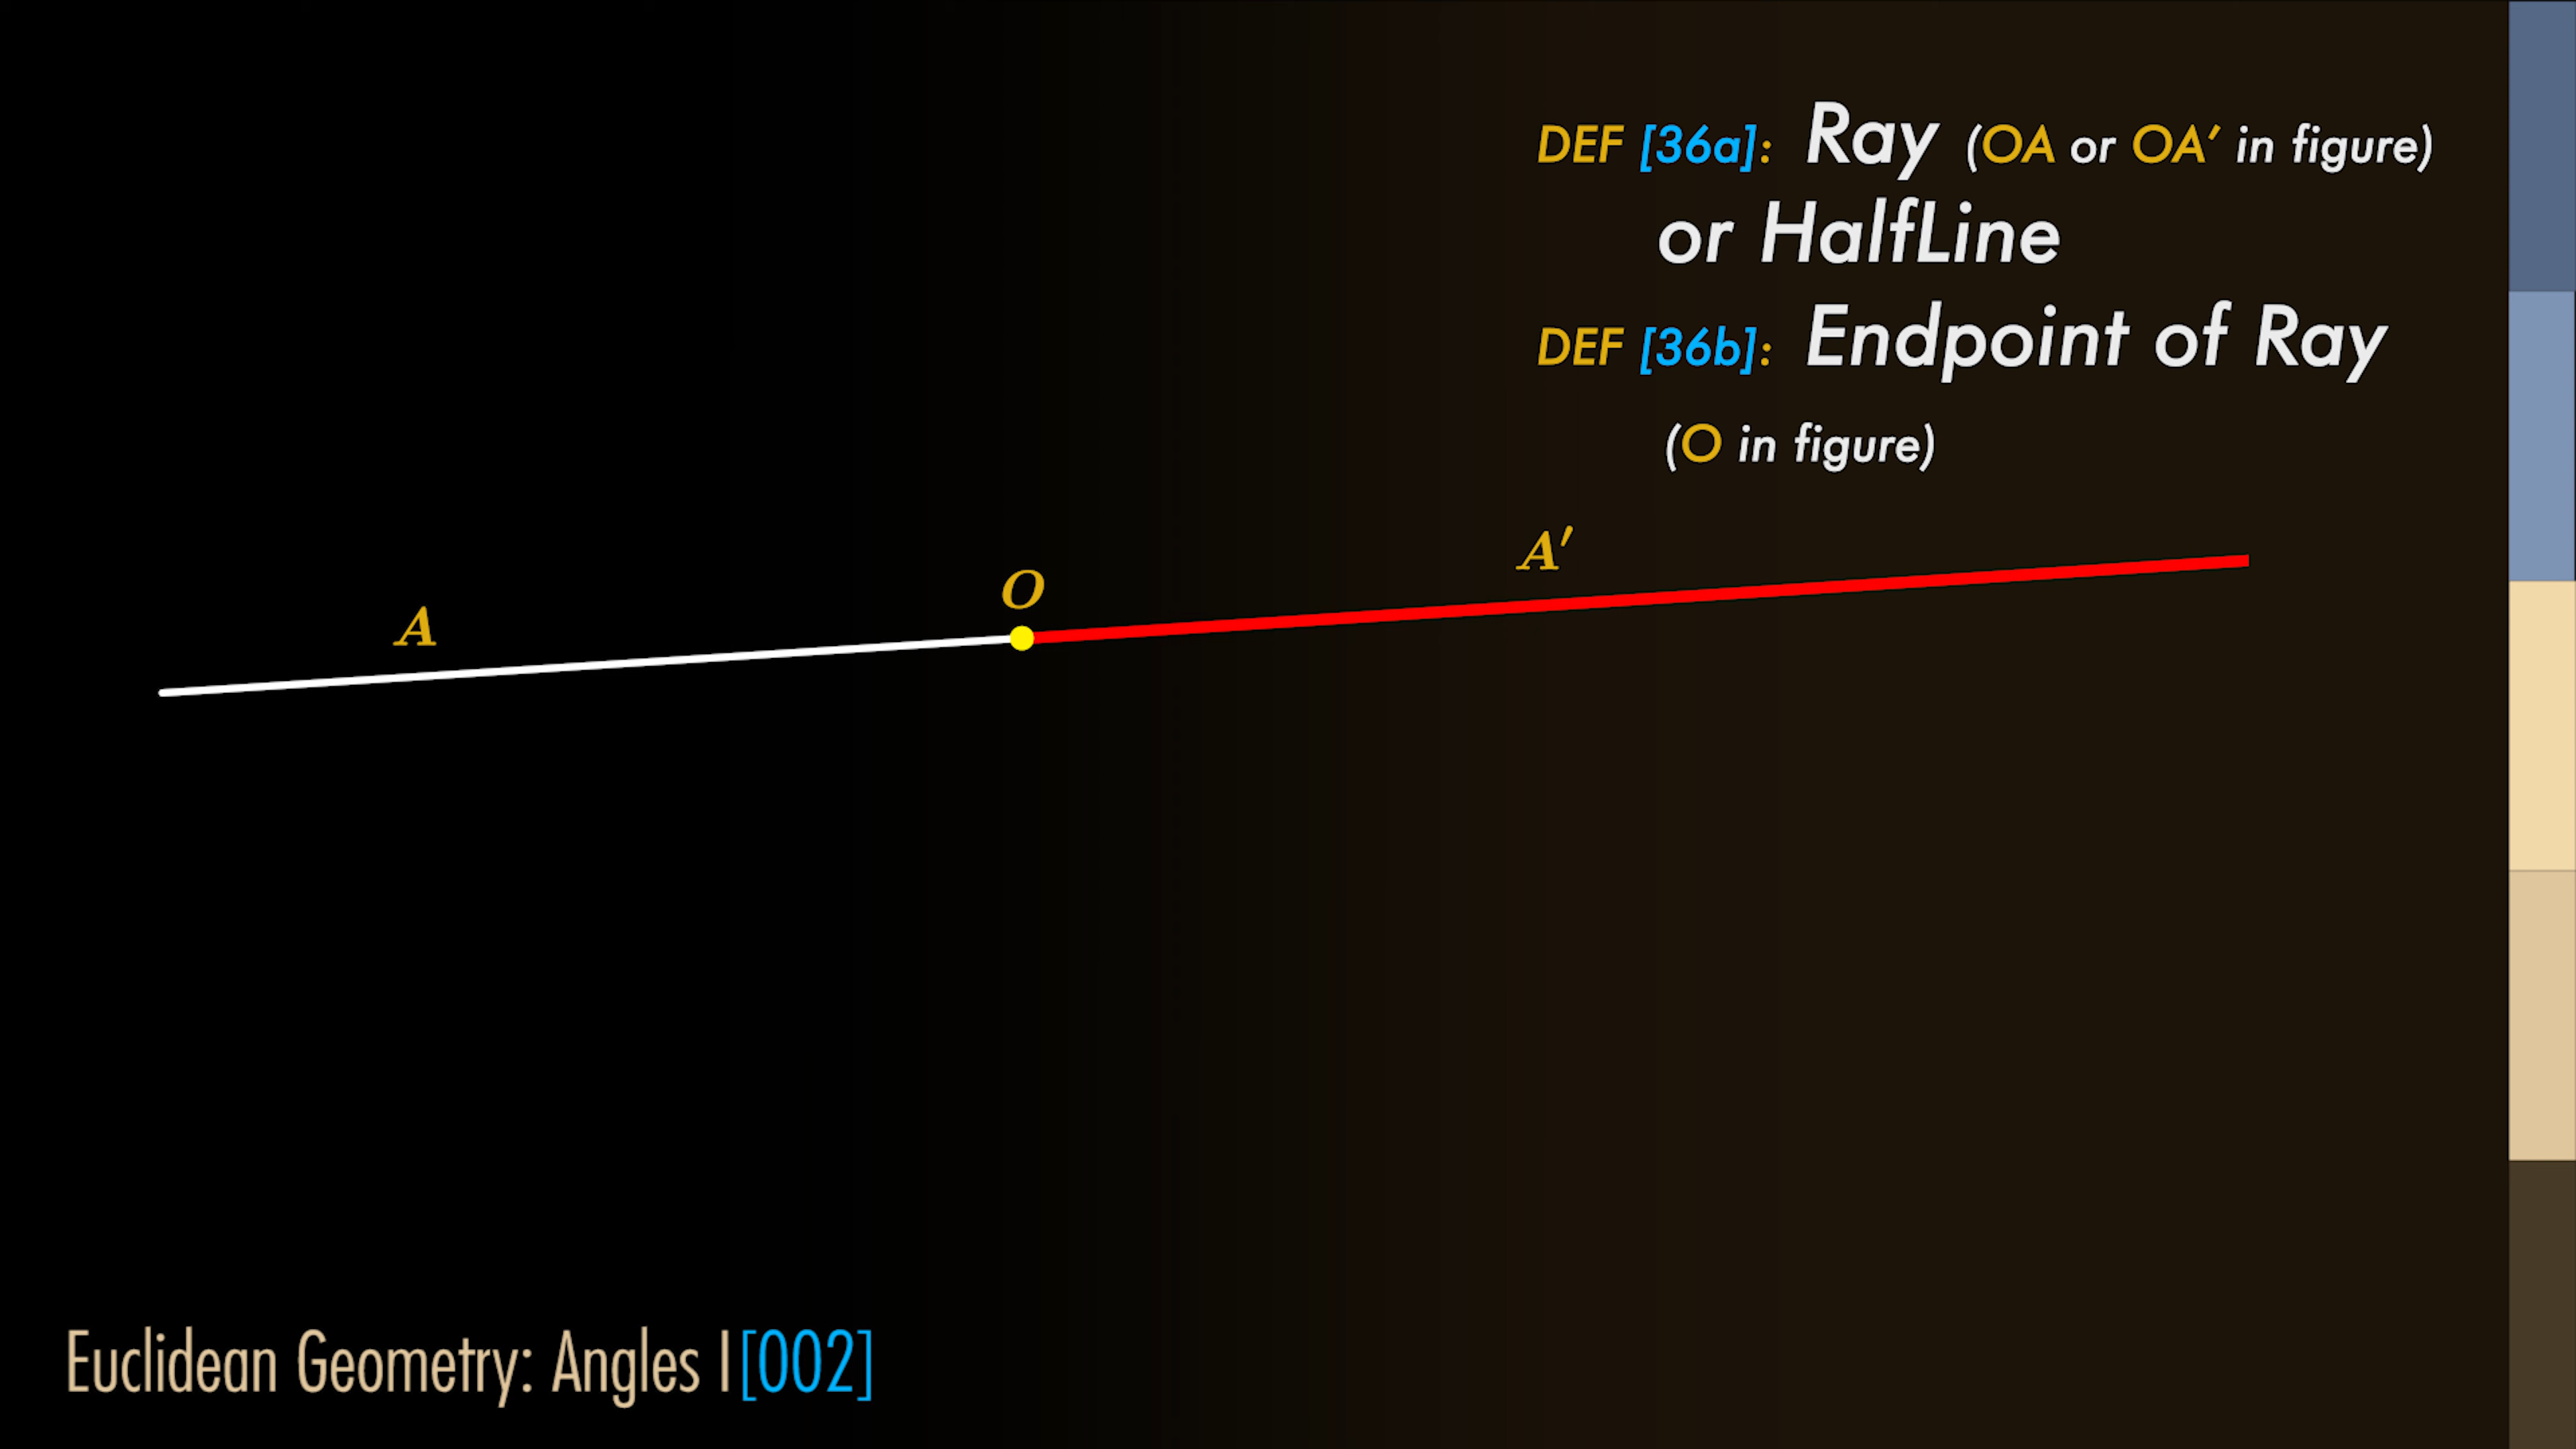 DEF [36a]: Ray (OA or OA′ in figure)
or HalfLine
DEF [36b]: Endpoint of Ray
(O in figure)
A′
O
A
Euclidean Geometry: Angles I [002]